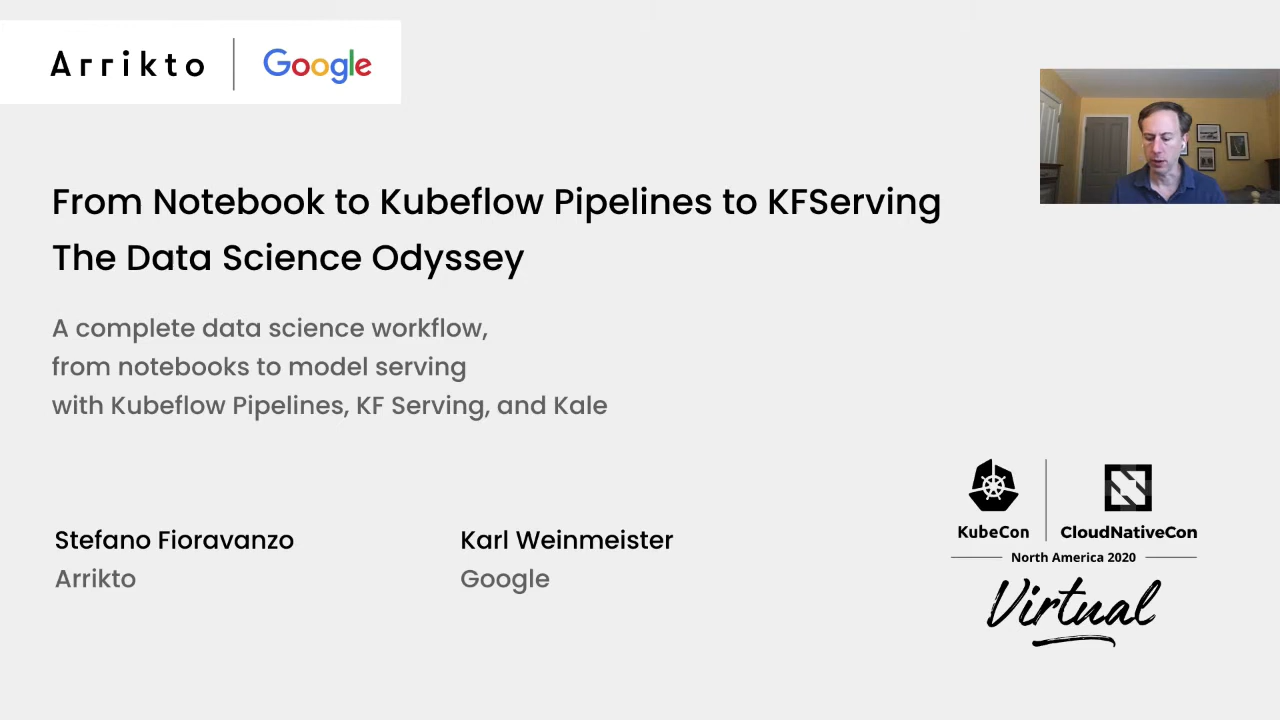 Arrikto
Google
From Notebook to Kubeflow Pipelines to KFServing
The Data Science Odyssey
A complete data science workflow,
from notebooks to model serving
with Kubeflow Pipelines, KF Serving, and Kale
Stefano Fioravanzo
Arrikto
Karl Weinmeister
Google
KubeCon
CloudNativeCon
North America 2020
Virtual